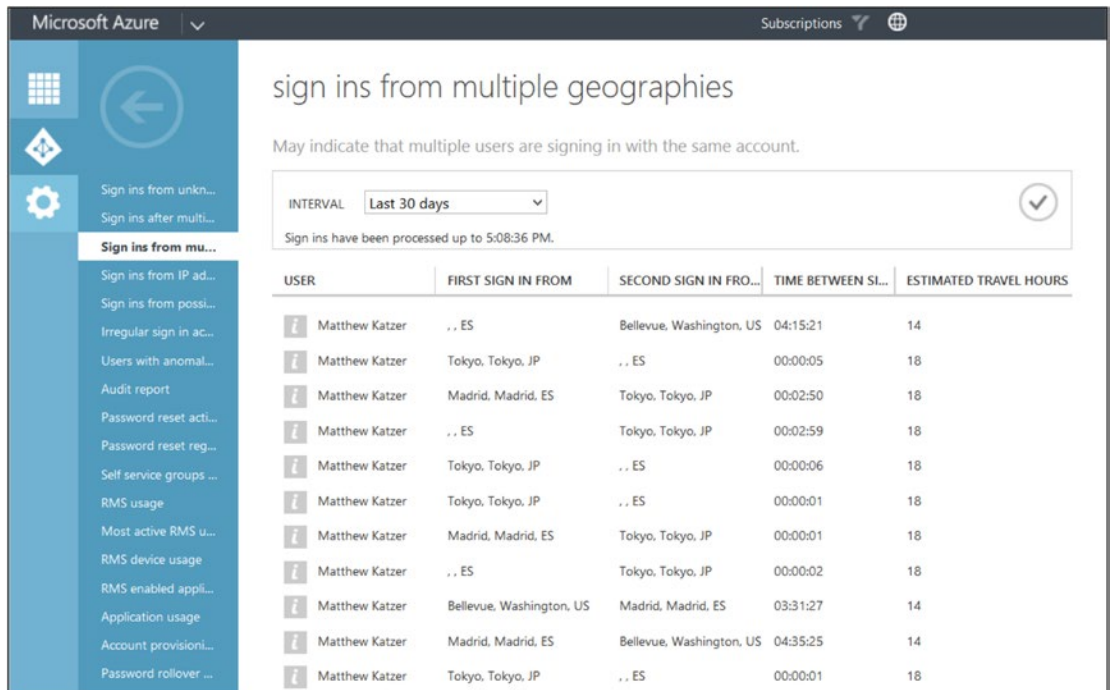 Microsoft Azure
Subscriptions
sign ins from multiple geographies
May indicate that multiple users are signing in with the same account.
Sign ins from unkn...
Sign ins after multi...
Sign ins from mu...
Sign ins from IP ad...
Sign ins from possi...
Irregular sign in ac...
Users with anomal...
Audit report
Password reset acti...
Password reset reg...
Self service groups ...
RMS usage
Most active RMS u...
RMS device usage
RMS enabled appli...
Application usage
Account provisioni...
Password rollover ...
INTERVAL Last 30 days
Sign ins have been processed up to 5:08:36 PM.
USER FIRST SIGN IN FROM SECOND SIGN IN FRO... TIME BETWEEN SI... ESTIMATED TRAVEL HOURS
i Matthew Katzer , , ES Bellevue, Washington, US 04:15:21 14
i Matthew Katzer Tokyo, Tokyo, JP , , ES 00:00:05 18
i Matthew Katzer Madrid, Madrid, ES Tokyo, Tokyo, JP 00:02:50 18
i Matthew Katzer , , ES Tokyo, Tokyo, JP 00:02:59 18
i Matthew Katzer Tokyo, Tokyo, JP , , ES 00:00:06 18
i Matthew Katzer Tokyo, Tokyo, JP , , ES 00:00:01 18
i Matthew Katzer Madrid, Madrid, ES Tokyo, Tokyo, JP 00:00:01 18
i Matthew Katzer , , ES Tokyo, Tokyo, JP 00:00:02 18
i Matthew Katzer Bellevue, Washington, US Madrid, Madrid, ES 03:31:27 14
i Matthew Katzer Madrid, Madrid, ES Bellevue, Washington, US 04:35:25 14
i Matthew Katzer Tokyo, Tokyo, JP , , ES 00:00:01 18